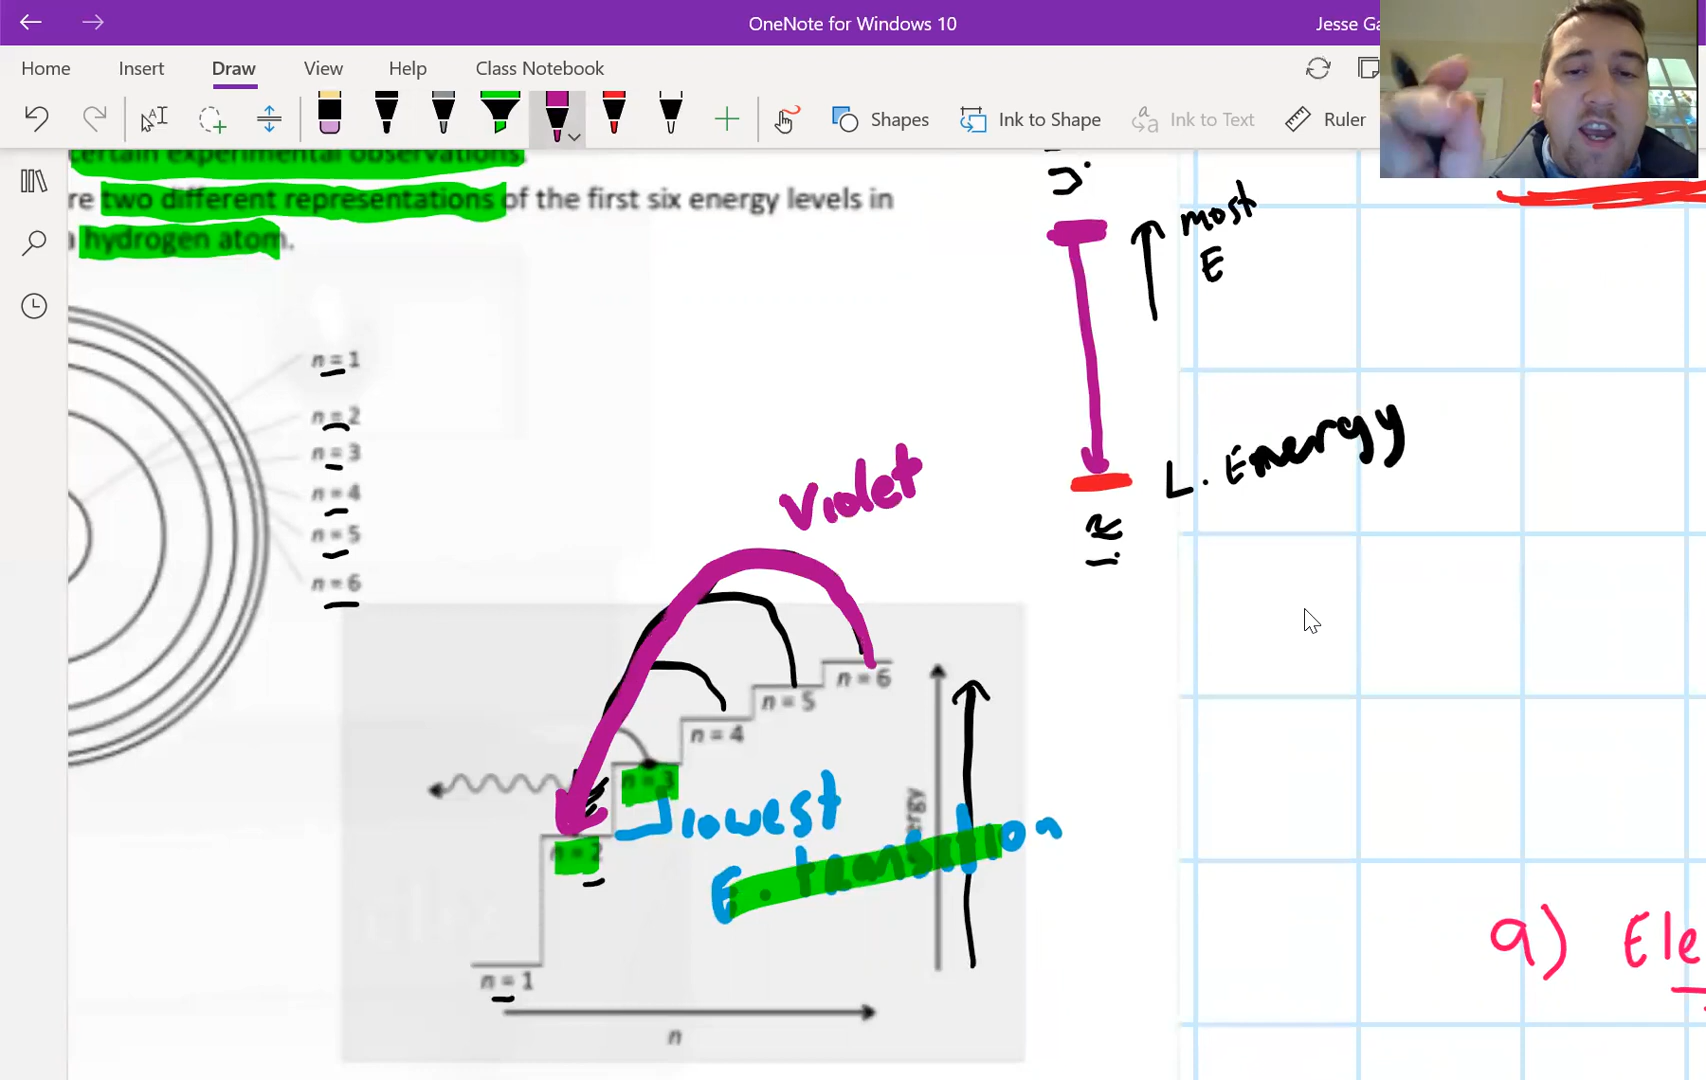 OneNote for Windows 10
Jesse Ga
Home Insert Draw View Help Class Notebook
Shapes Ink to Shape Ink to Text Ruler
certain experimental observations.
re two different representations of the first six energy levels in
hydrogen atom.
most
E
n = 1
n = 2
n = 3
n = 4
n = 5
n = 6
L. Energy
Violet
n = 6
n = 5
n = 4
n = 3
lowest
E. transition
n = 2
n = 1
n
a) Ele